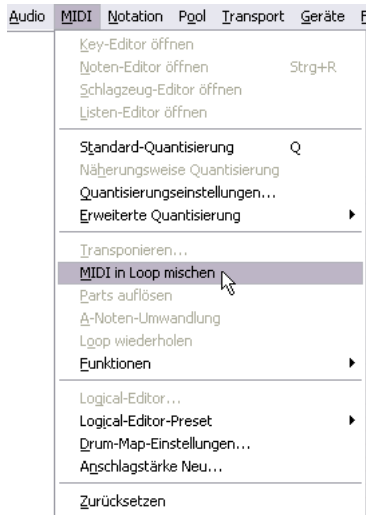 Audio MIDI Notation Pool Transport Geräte
Key-Editor öffnen
Noten-Editor öffnen Strg+R
Schlagzeug-Editor öffnen
Listen-Editor öffnen
Standard-Quantisierung Q
Näherungsweise Quantisierung
Quantisierungseinstellungen...
Erweiterte Quantisierung
Transponieren...
MIDI in Loop mischen
Parts auflösen
A-Noten-Umwandlung
Loop wiederholen
Funktionen
Logical-Editor...
Logical-Editor-Preset
Drum-Map-Einstellungen...
Anschlagstärke Neu...
Zurücksetzen